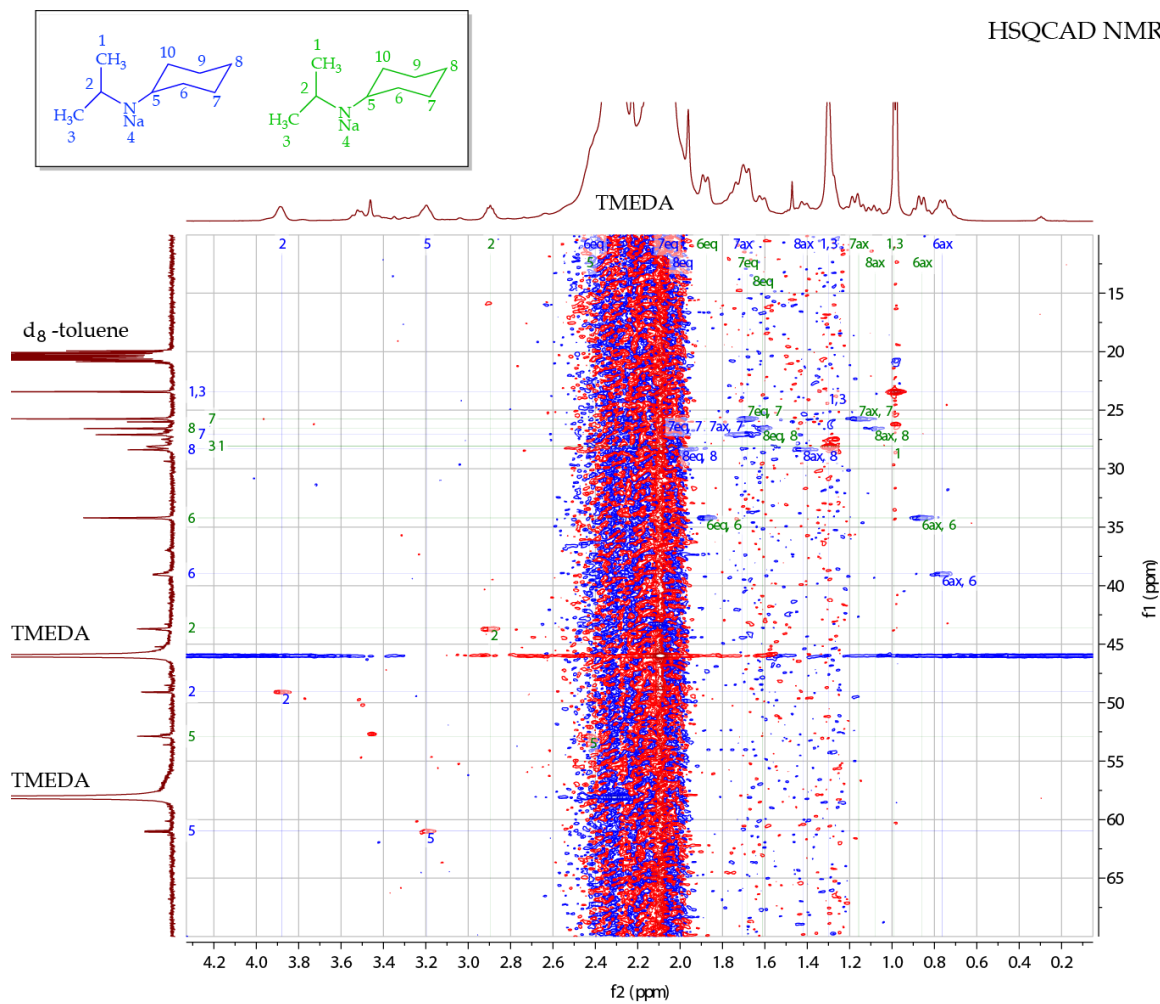 HSQCAD NMR
1
CH3
10
9
8
2
5
6
7
N
H3C
Na
3
4
1
CH3
10
9
8
2
5
6
7
N
H3C
Na
3
4
TMEDA
2
5
2
6eq
7eq
6eq
7ax
8ax
1,3
7ax
1,3
6ax
5
8eq
7eq
8ax
6ax
8eq
d8 -toluene
1,3
7
8
7
3 1
8
6
6
TMEDA
2
2
5
TMEDA
5
1,3
7eq, 7
7ax, 7
7eq, 7
7ax, 7
8eq, 8
8ax, 8
8eq, 8
8ax, 8
1
6eq, 6
6ax, 6
6ax, 6
2
2
5
5
15
20
25
30
35
40
45
50
55
60
65
f1 (ppm)
4.2 4.0 3.8 3.6 3.4 3.2 3.0 2.8 2.6 2.4 2.2 2.0 1.8 1.6 1.4 1.2 1.0 0.8 0.6 0.4 0.2
f2 (ppm)